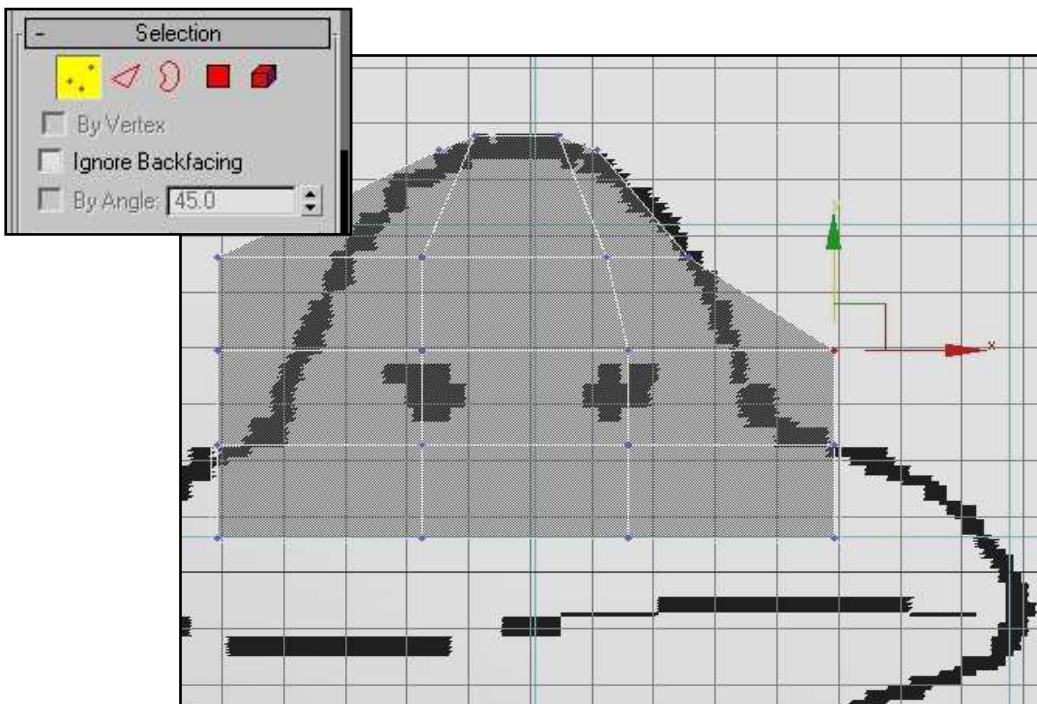 - Selection
By Vertex
Ignore Backfacing
By Angle: 45.0
x